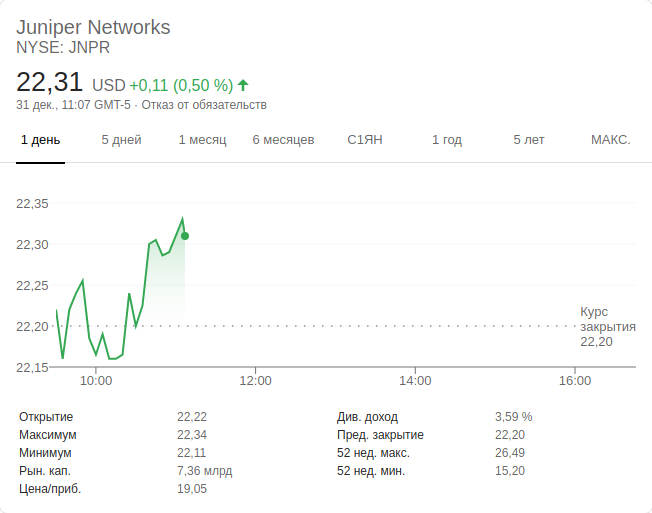 Juniper Networks
NYSE: JNPR
22,31 USD +0,11 (0,50 %)
31 дек., 11:07 GMT-5 · Отказ от обязательств
1 день 5 дней 1 месяц 6 месяцев С1ЯН 1 год 5 лет МАКС.
22,35
22,30
22,25
22,20
22,15
Курс
закрытия
22,20
10:00 12:00 14:00 16:00
Открытие 22,22 Див. доход 3,59 %
Максимум 22,34 Пред. закрытие 22,20
Минимум 22,11 52 нед. макс. 26,49
Рын. кап. 7,36 млрд 52 нед. мин. 15,20
Цена/приб. 19,05